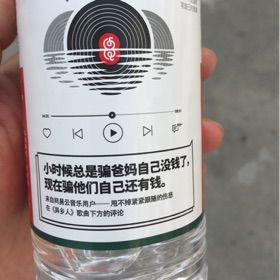 小时候总是骗爸妈自己没钱了，
现在骗他们自己还有钱。
来自网易云音乐用户——甩不掉紧紧跟随的伤悲
在《异乡人》歌曲下方的评论